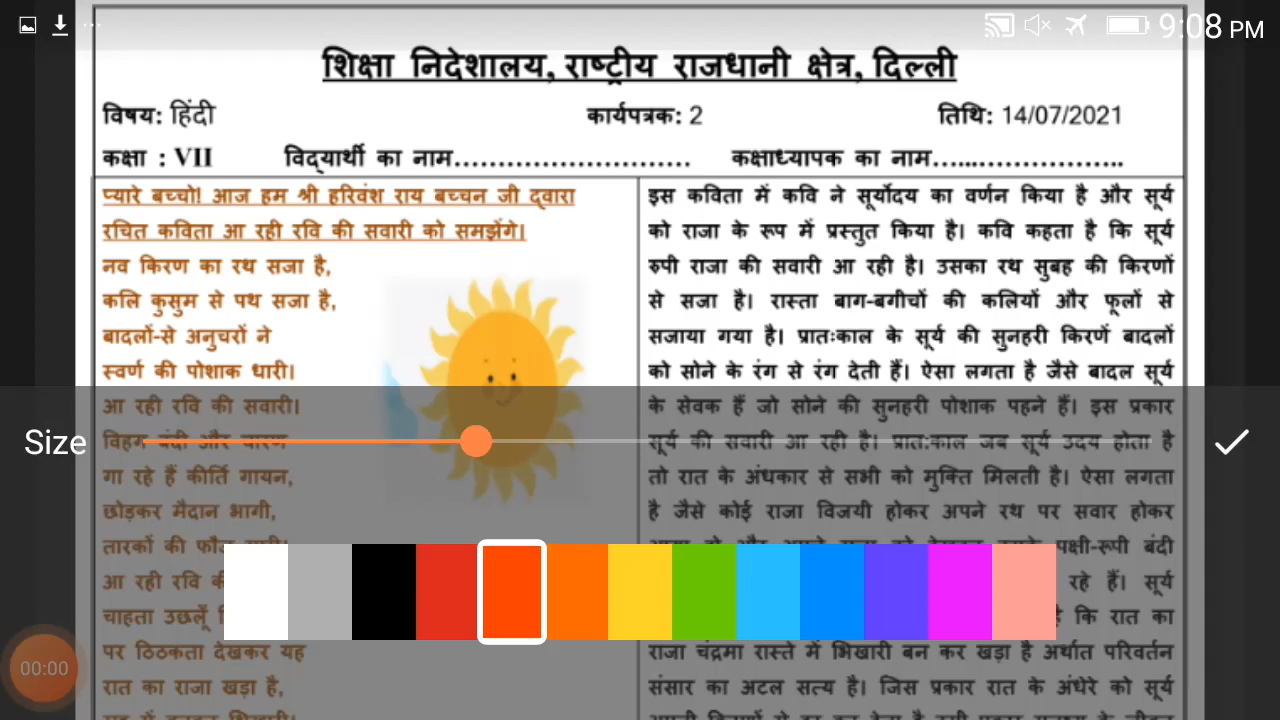 9:08 PM
शिक्षा निदेशालय, राष्ट्रीय राजधानी क्षेत्र, दिल्ली
विषय: हिंदी कार्यपत्रक: 2 तिथि: 14/07/2021
कक्षा : VII विद्यार्थी का नाम........................... कक्षाध्यापक का नाम.....................
प्यारे बच्चो! आज हम श्री हरिवंश राय बच्चन जी द्वारा
रचित कविता आ रही रवि की सवारी को समझेंगे।
नव किरण का रथ सजा है,
कलि कुसुम से पथ सजा है,
बादलों-से अनुचरों ने
स्वर्ण की पोशाक धारी।
आ रही रवि की सवारी।
विहग बंदी और चारण
गा रहे हैं कीर्ति गायन,
छोड़कर मैदान भागी,
तारकों की फौज
आ रही रवि
चाहता उछलूँ
पर ठिठकता देखकर यह
रात का राजा खड़ा है,
इस कविता में कवि ने सूर्योदय का वर्णन किया है और सूर्य
को राजा के रूप में प्रस्तुत किया है। कवि कहता है कि सूर्य
रुपी राजा की सवारी आ रही है। उसका रथ सुबह की किरणों
से सजा है। रास्ता बाग-बगीचों की कलियों और फूलों से
सजाया गया है। प्रातःकाल के सूर्य की सुनहरी किरणें बादलों
को सोने के रंग से रंग देती हैं। ऐसा लगता है जैसे बादल सूर्य
के सेवक हैं जो सोने की सुनहरी पोशाक पहने हैं। इस प्रकार
सूर्य की सवारी आ रही है। प्रात:काल जब सूर्य उदय होता है
तो रात के अंधकार से सभी को मुक्ति मिलती है। ऐसा लगता
है जैसे कोई राजा विजयी होकर अपने रथ पर सवार होकर
पक्षी-रूपी बंदी
रहे हैं। सूर्य
है कि रात का
राजा चंद्रमा रास्ते में भिखारी बन कर खड़ा है अर्थात परिवर्तन
संसार का अटल सत्य है। जिस प्रकार रात के अंधेरे को सूर्य
Size
00:00